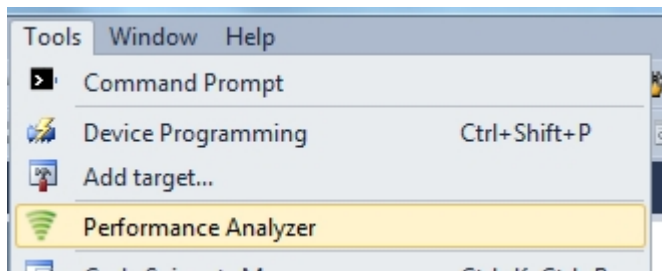 Tools Window Help
Command Prompt
Device Programming Ctrl+Shift+P
Add target...
Performance Analyzer